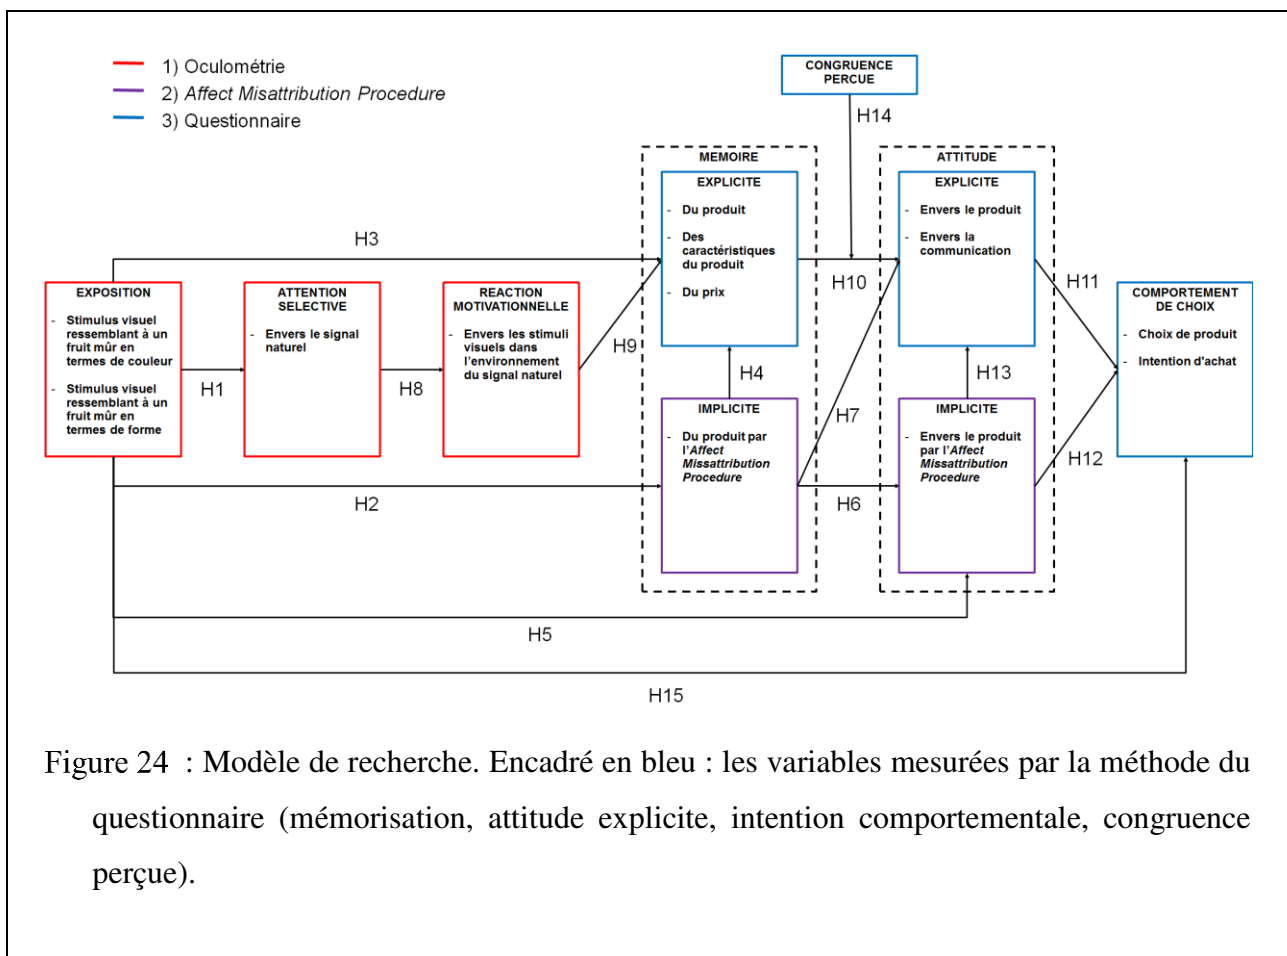 1) Oculométrie
2) Affect Misattribution Procedure
3) Questionnaire
CONGRUENCE
PERCUE
H14
MEMOIRE
EXPLICITE
- Du produit
- Des
caractéristiques
du produit
- Du prix
ATTITUDE
EXPLICITE
- Envers le produit
- Envers la
communication
H3
H10
H11
EXPOSITION
- Stimulus visuel
ressemblant à un
fruit mûr en
termes de couleur
- Stimulus visuel
ressemblant à un
fruit mûr en
termes de forme
H1
ATTENTION
SELECTIVE
- Envers le signal
naturel
H8
REACTION
MOTIVATIONNELLE
- Envers les stimuli
visuels dans
l'environnement
du signal naturel
H9
COMPORTEMENT
DE CHOIX
- Choix de produit
- Intention d'achat
H4
H13
H7
IMPLICITE
- Du produit par
l'Affect
Missattribution
Procedure
IMPLICITE
- Envers le produit
par l'Affect
Missattribution
Procedure
H12
H2
H6
H5
H15
Figure 24 : Modèle de recherche. Encadré en bleu : les variables mesurées par la méthode du
questionnaire (mémorisation, attitude explicite, intention comportementale, congruence
perçue).